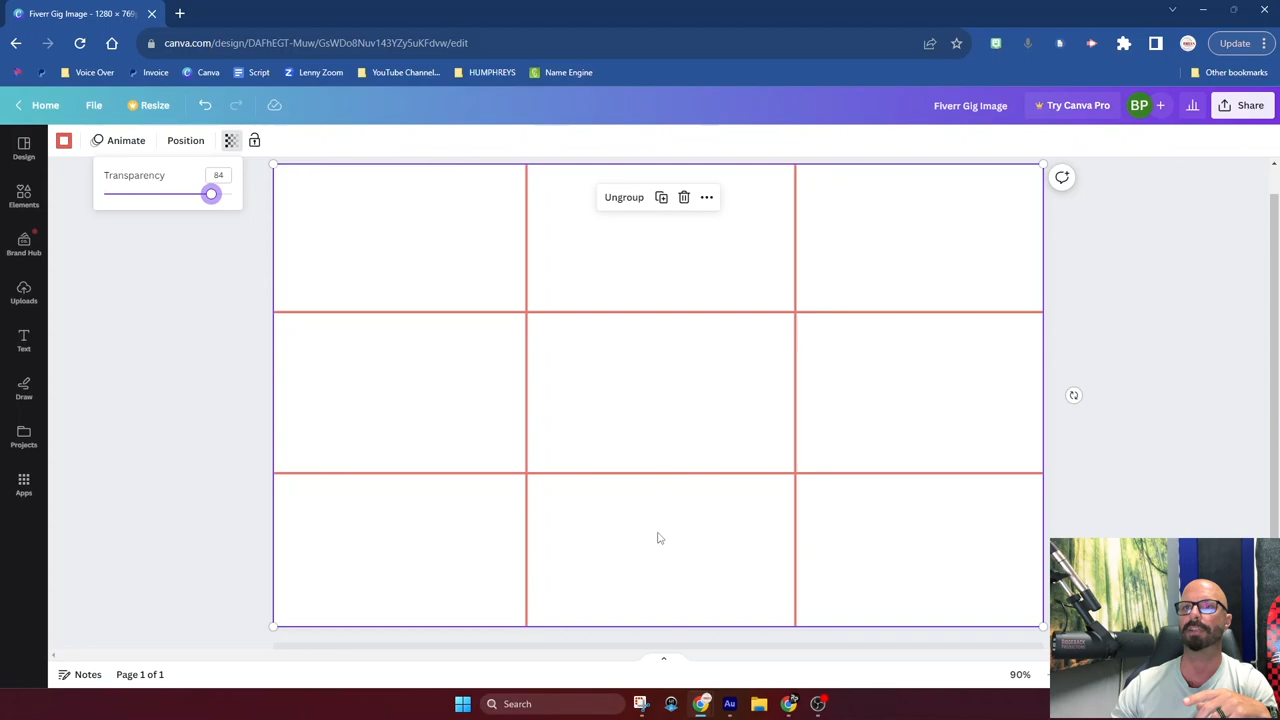 Fiverr Gig Image - 1280 × 769p
canva.com/design/DAFhEGT-Muw/GsWDo8Nuv143YZy5uKFdvw/edit
Update
Voice Over
Invoice
Canva
Script
Lenny Zoom
YouTube Channel...
HUMPHREYS
Name Engine
Other bookmarks
Home
File
Resize
Fiverr Gig Image
Try Canva Pro
BP
Share
Animate
Position
Design
Transparency
84
Ungroup
Elements
Brand Hub
Uploads
Text
Draw
Projects
Apps
Notes
Page 1 of 1
90%
Search
Au